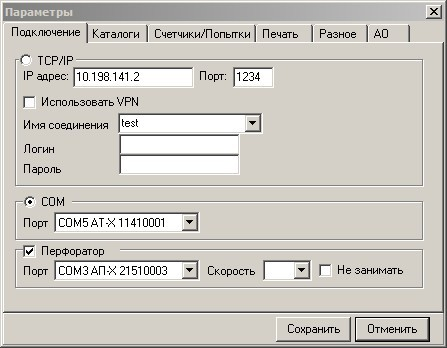 Параметры
Подключение Каталоги Счетчики/Попытки Печать Разное АО
TCP/IP
IP адрес: 10.198.141.2 Порт: 1234
Использовать VPN
Имя соединения test
Логин
Пароль
COM
Порт COM5 АТ-Х 11410001
Перфоратор
Порт COM3 АП-Х 21510003 Скорость Не занимать
Сохранить Отменить